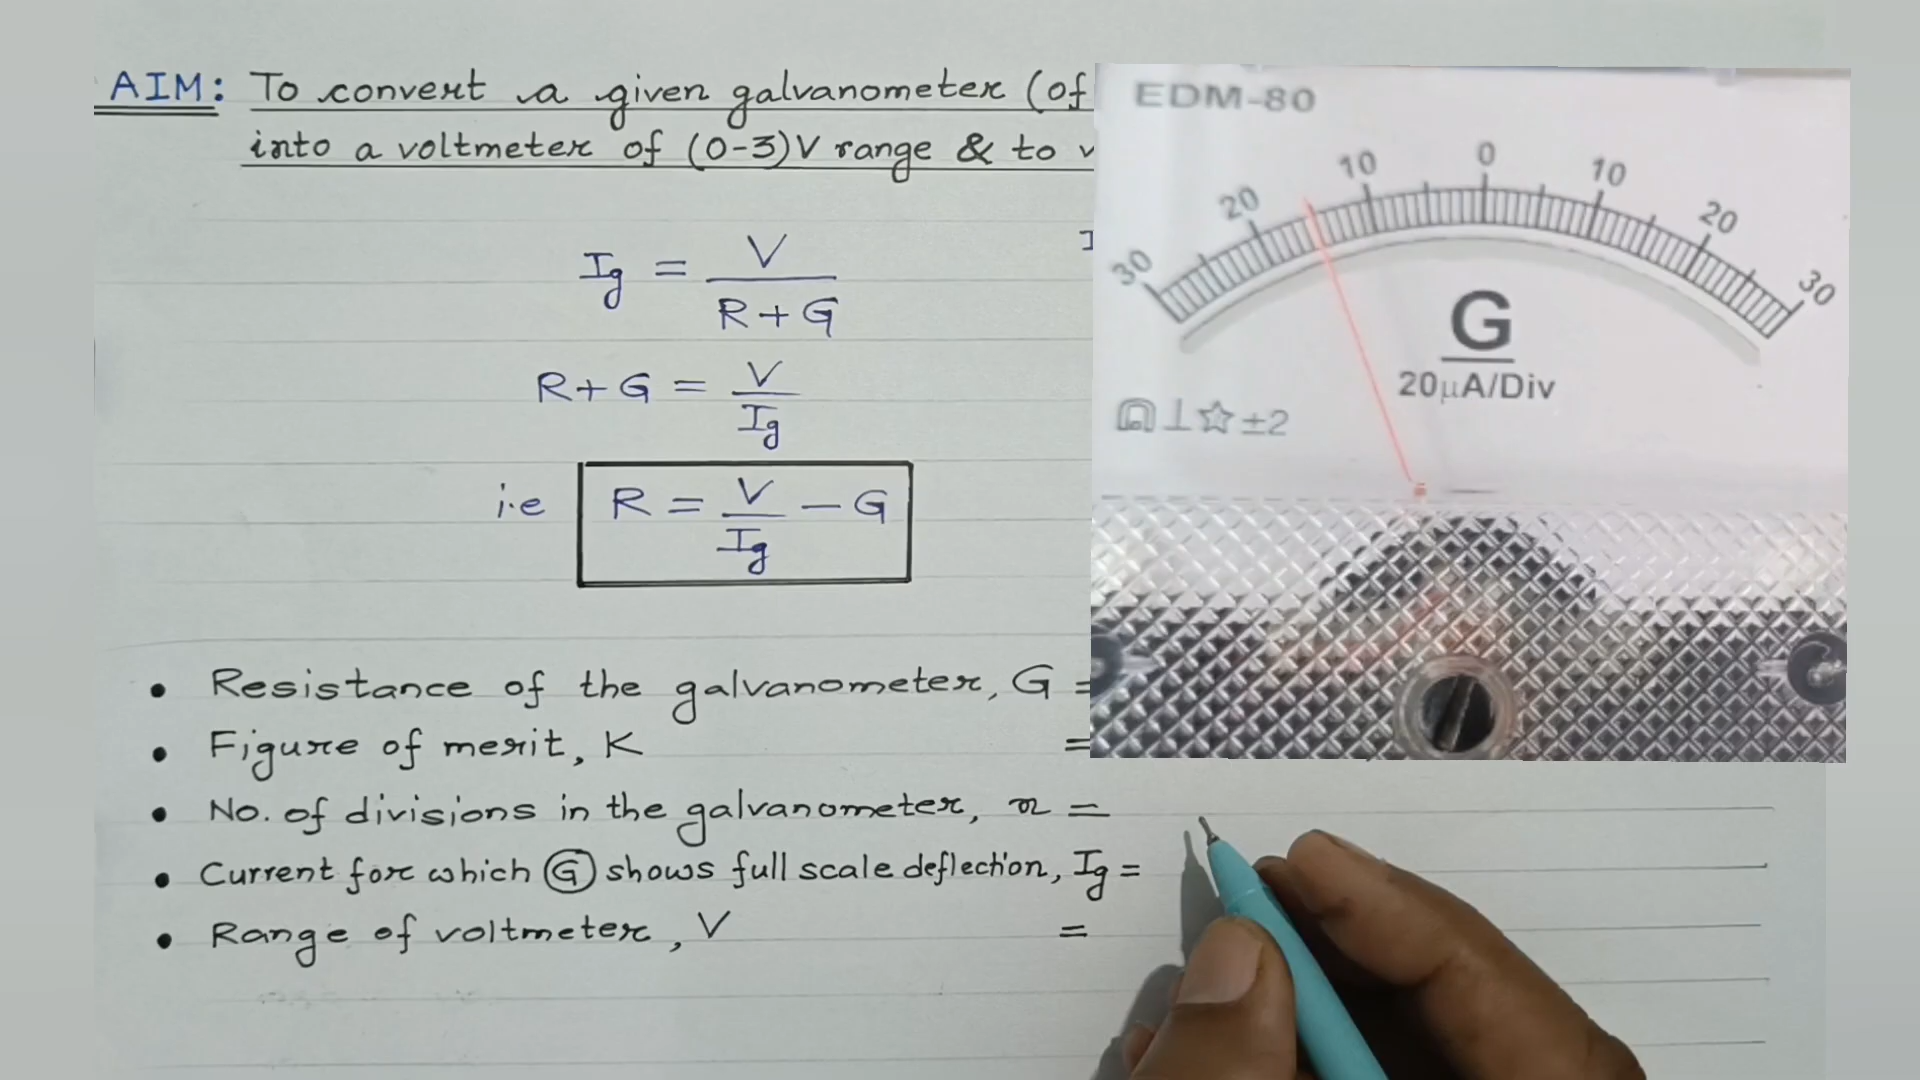 AIM: To convert a given galvanometer (of
into a voltmeter of (0-3)V range & to v
Ig = V / R+G
R+G = V / Ig
i.e R = V / Ig - G
• Resistance of the galvanometer, G =
• Figure of merit, K =
• No. of divisions in the galvanometer, n =
• Current for which G shows full scale deflection, Ig =
• Range of voltmeter, V =
EDM-80
30 20 10 0 10 20 30
G
20μA/Div
±2